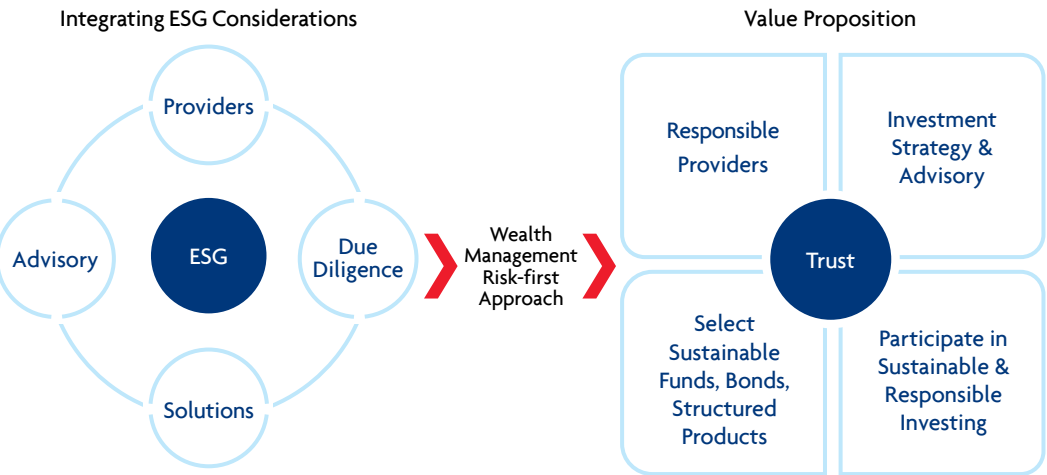 Integrating ESG Considerations
Providers
Advisory
ESG
Due
Diligence
Solutions
Wealth
Management
Risk-first
Approach
Value Proposition
Responsible
Providers
Investment
Strategy &
Advisory
Trust
Select
Sustainable
Funds, Bonds,
Structured
Products
Participate in
Sustainable &
Responsible
Investing